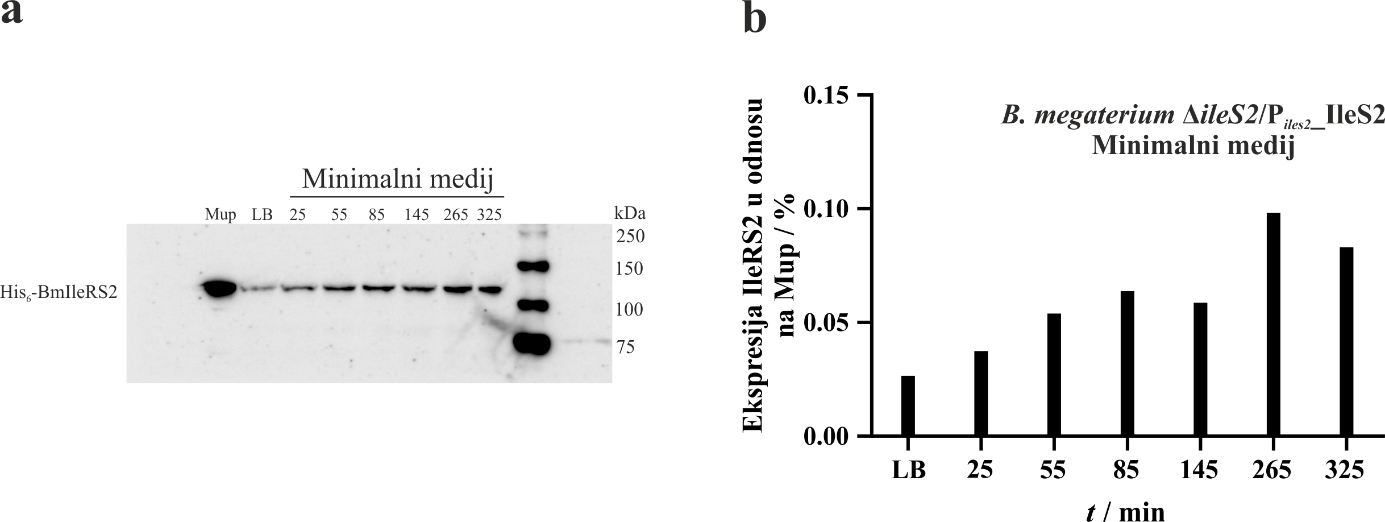 a
Minimalni medij
Mup LB 25 55 85 145 265 325
kDa
250
150
His6-BmIleRS2
100
75
b
Ekspresija IleRS2 u odnosu
na Mup / %
0.15
0.10
0.05
0.00
B. megaterium ΔileS2/Piles2_IleS2
Minimalni medij
LB 25 55 85 145 265 325
t / min